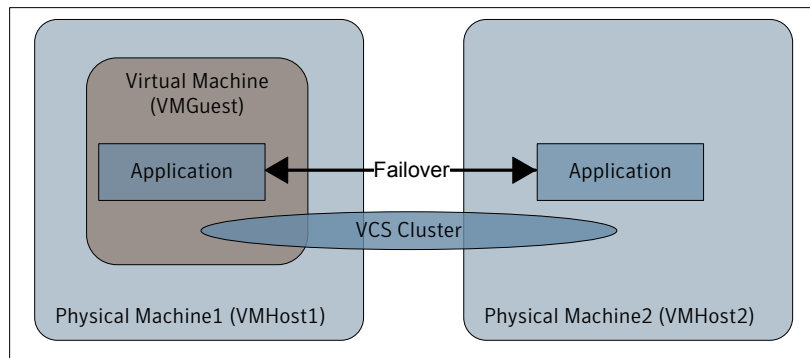 Virtual Machine
(VMGuest)
Application
Failover
Application
VCS Cluster
Physical Machine1 (VMHost1)
Physical Machine2 (VMHost2)